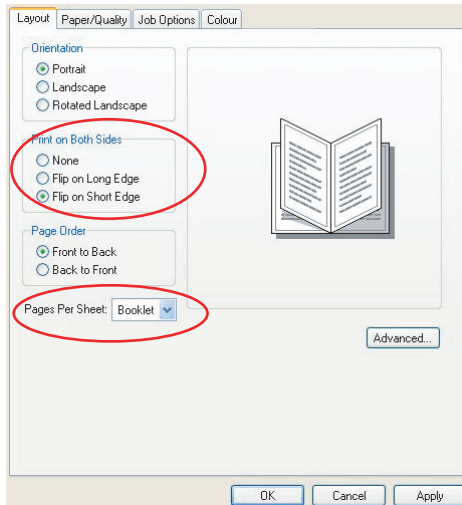 Layout Paper/Quality Job Options Colour
Orientation
Portrait
Landscape
Rotated Landscape
Print on Both Sides
None
Flip on Long Edge
Flip on Short Edge
Page Order
Front to Back
Back to Front
Pages Per Sheet: Booklet
Advanced...
OK Cancel Apply